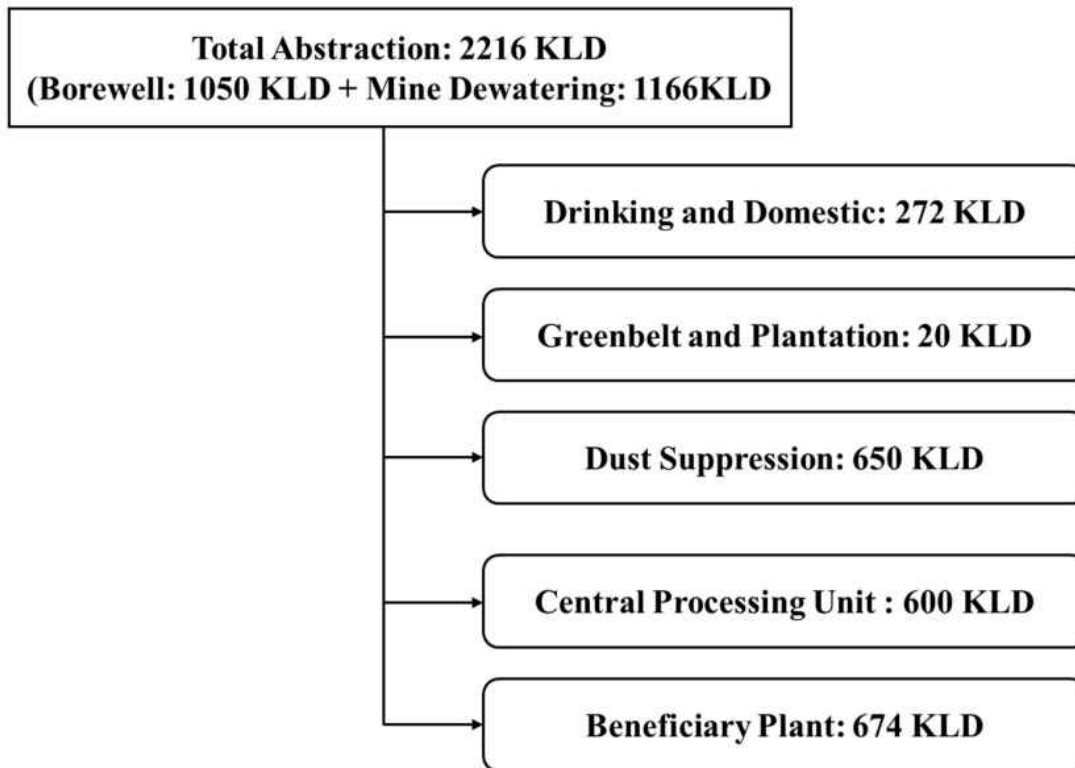 Total Abstraction: 2216 KLD
(Borewell: 1050 KLD + Mine Dewatering: 1166KLD
Drinking and Domestic: 272 KLD
Greenbelt and Plantation: 20 KLD
Dust Suppression: 650 KLD
Central Processing Unit : 600 KLD
Beneficiary Plant: 674 KLD